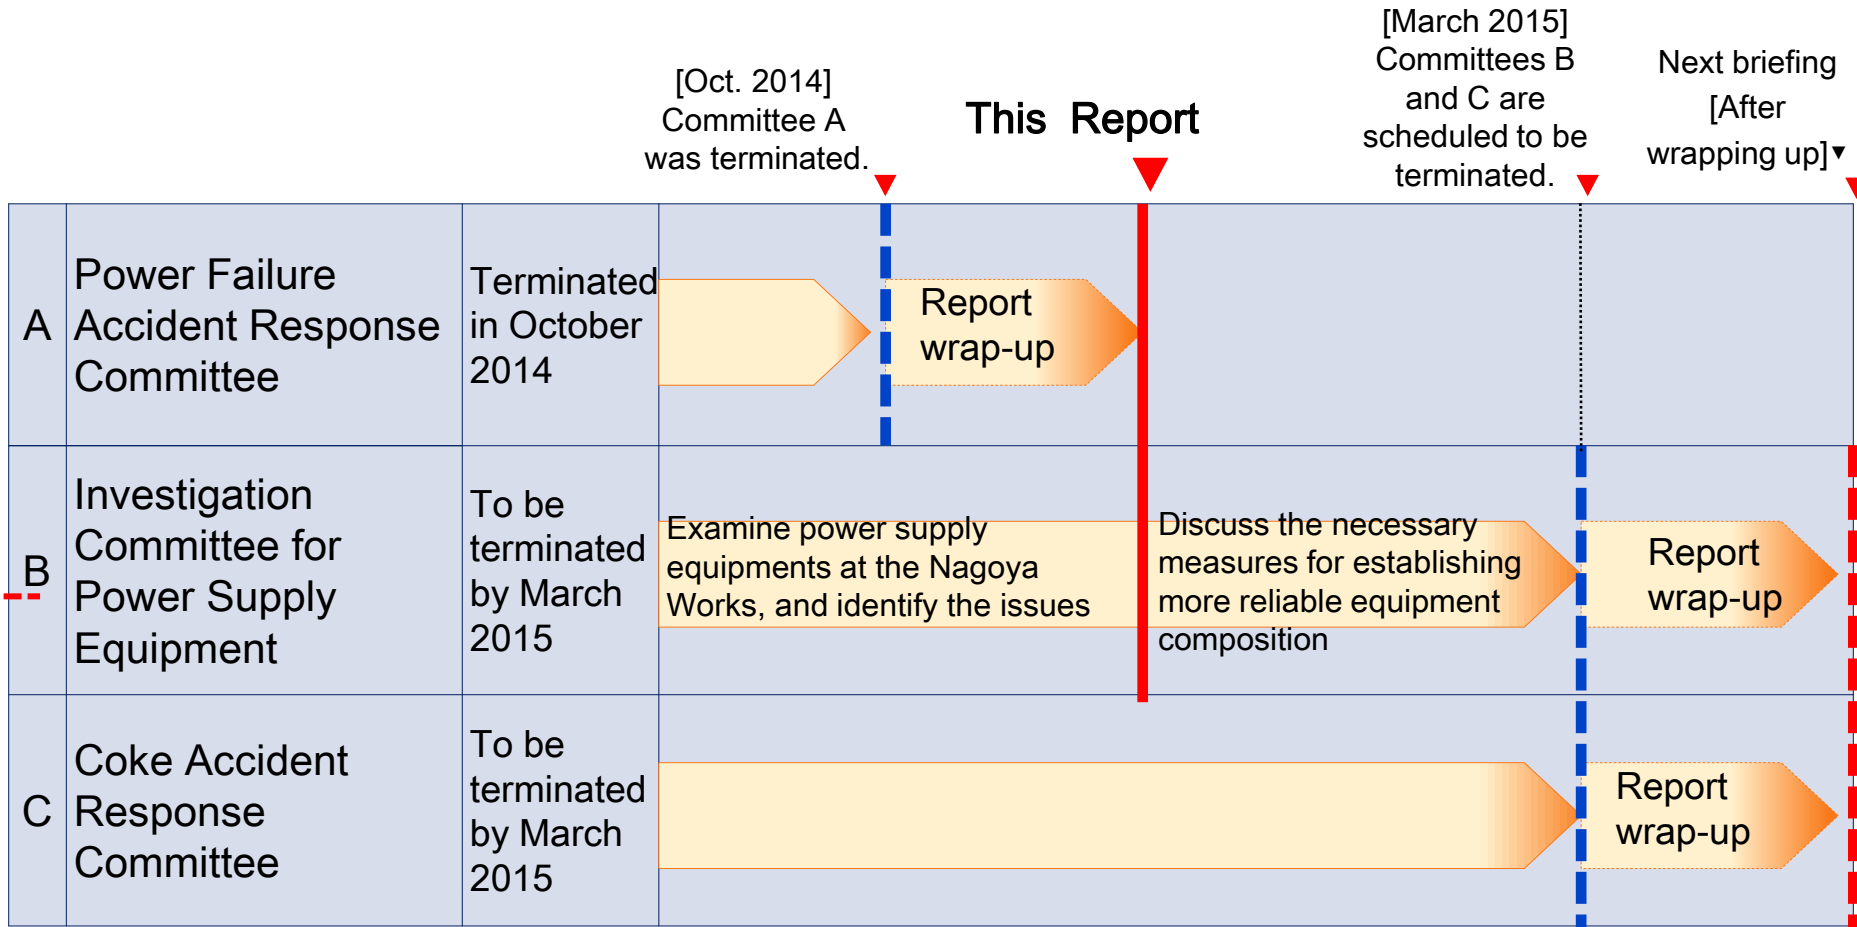 [Oct. 2014]
Committee A
was terminated.
This Report
[March 2015]
Committees B
and C are
scheduled to be
terminated.
Next briefing
[After
wrapping up]
A
Power Failure
Accident Response
Committee
Terminated
in October
2014
Report
wrap-up
B
Investigation
Committee for
Power Supply
Equipment
To be
terminated
by March
2015
Examine power supply
equipments at the Nagoya
Works, and identify the issues
Discuss the necessary
measures for establishing
more reliable equipment
composition
Report
wrap-up
C
Coke Accident
Response
Committee
To be
terminated
by March
2015
Report
wrap-up